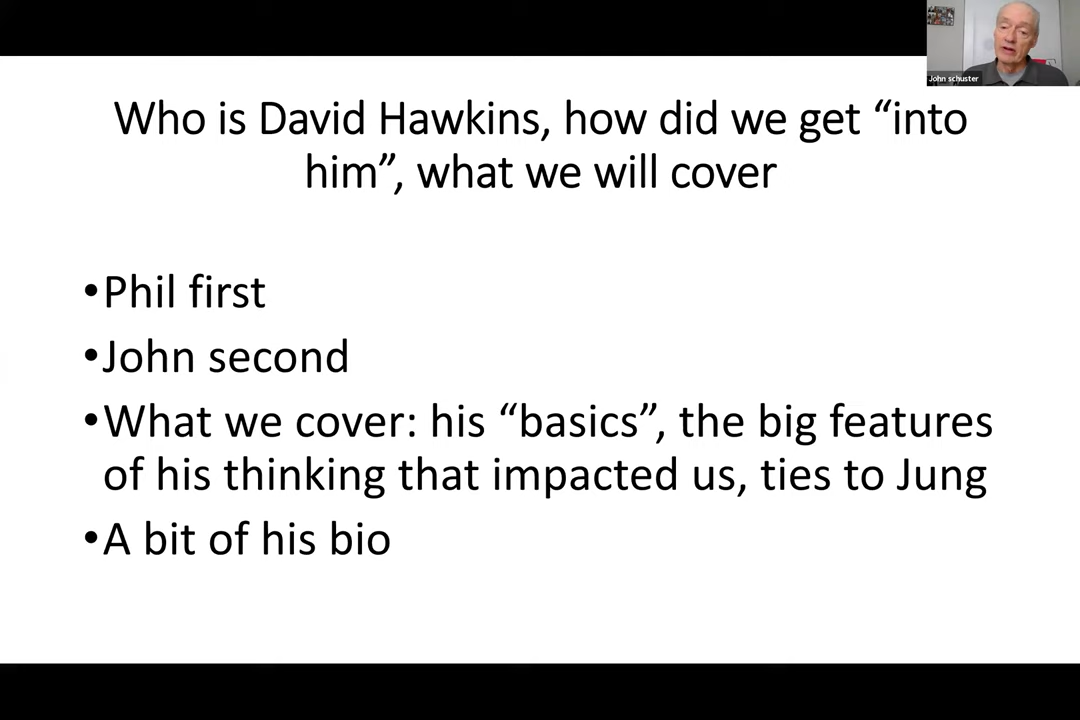 John schuster
Who is David Hawkins, how did we get “into
him”, what we will cover
•Phil first
•John second
•What we cover: his “basics”, the big features
of his thinking that impacted us, ties to Jung
•A bit of his bio